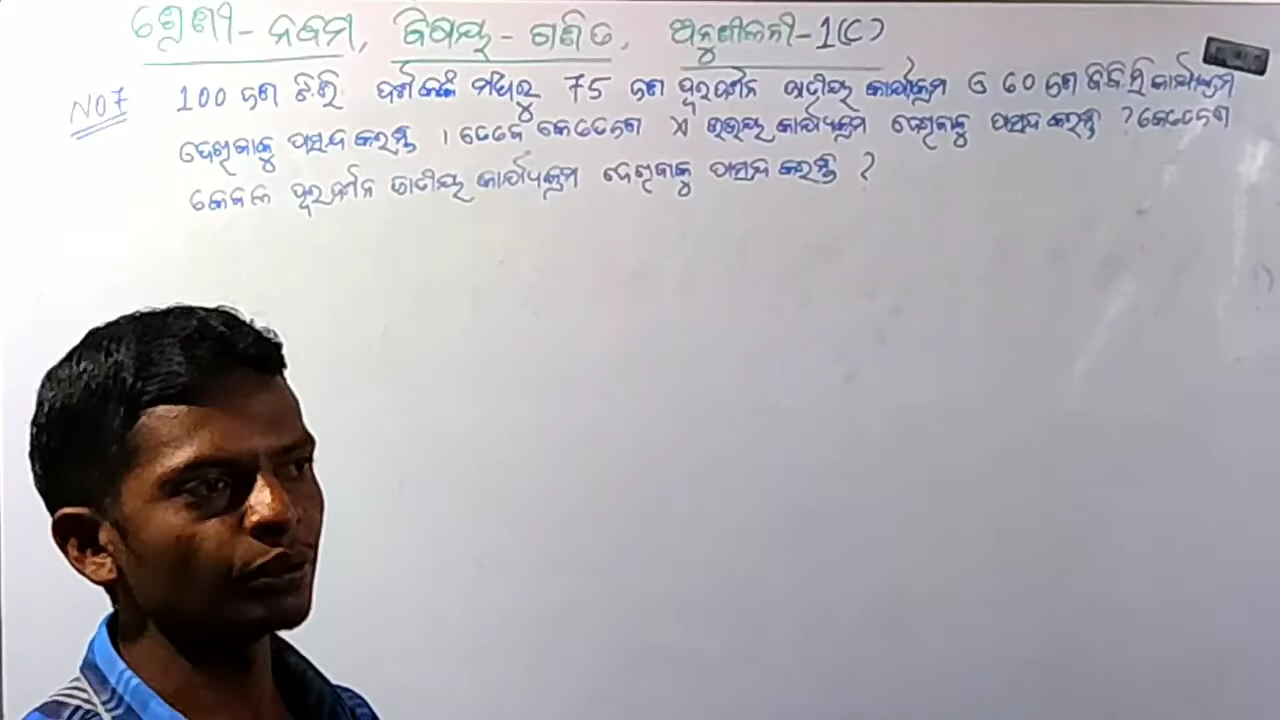 ଶ୍ରେଣୀ - ନବମ, ବିଷୟ - ଗଣିତ, ଅନୁଶୀଳନୀ - 1(C)
NO 7 100 ଜଣ ଟି.ଭି ଦର୍ଶକଙ୍କ ମଧ୍ୟରୁ 75 ଜଣ ଦୂରଦର୍ଶନ ଜାତୀୟ କାର୍ଯ୍ୟକ୍ରମ ଓ 60 ଜଣ ବି.ବି.ସି କାର୍ଯ୍ୟକ୍ରମ
ଦେଖିବାକୁ ପସନ୍ଦ କରନ୍ତି । ତେବେ କେତେଜଣ ଏ ଉଭୟ କାର୍ଯ୍ୟକ୍ରମ ଦେଖିବାକୁ ପସନ୍ଦ କରନ୍ତି ? କେତେଜଣ
କେବଳ ଦୂରଦର୍ଶନ ଜାତୀୟ କାର୍ଯ୍ୟକ୍ରମ ଦେଖିବାକୁ ପସନ୍ଦ କରନ୍ତି ?